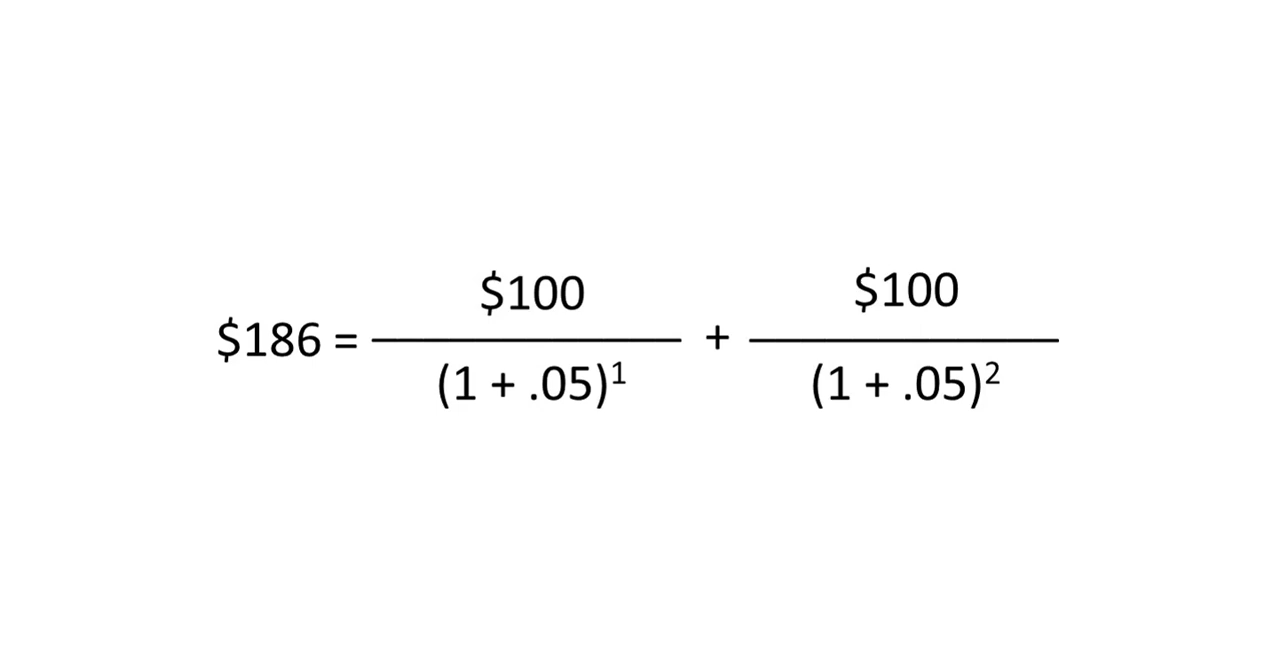 $186 = $100 / (1 + .05)¹ + $100 / (1 + .05)²